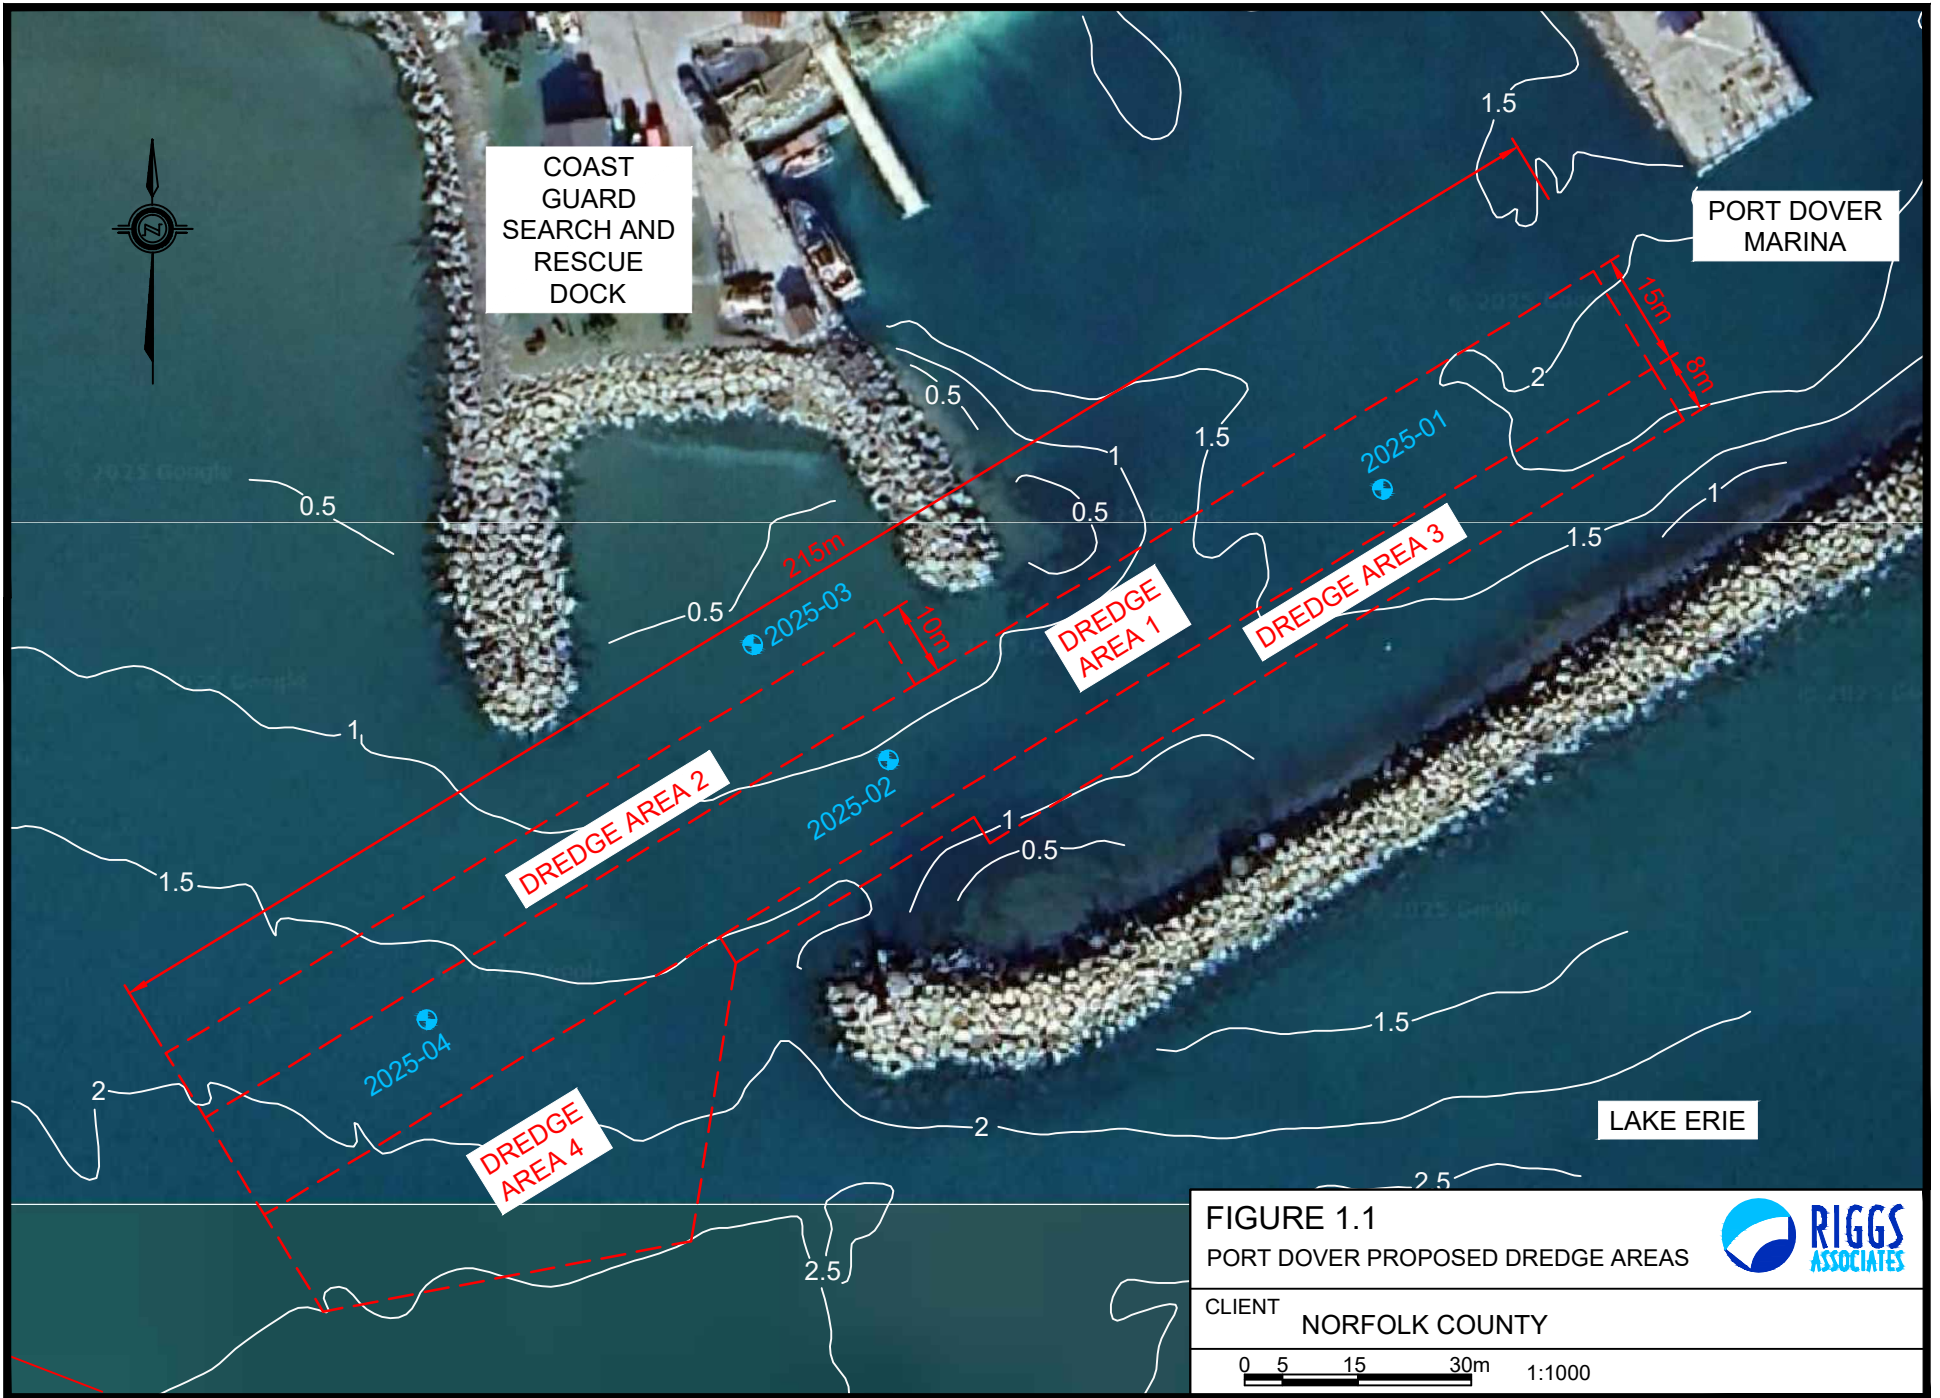 COAST
GUARD
SEARCH AND
RESCUE
DOCK
1.5
PORT DOVER
MARINA
15m
8m
2
0.5
1.5
1
2025-01
0.5
1
0.5
1.5
215m
DREDGE AREA 3
DREDGE
AREA 1
2025-03
10m
0.5
1
DREDGE AREA 2
2025-02
1
0.5
1.5
2025-04
1.5
2
2
DREDGE
AREA 4
LAKE ERIE
2.5
2.5
© 2025 Google
FIGURE 1.1
PORT DOVER PROPOSED DREDGE AREAS
RIGGS
ASSOCIATES
CLIENT
NORFOLK COUNTY
0 5 15 30m 1:1000